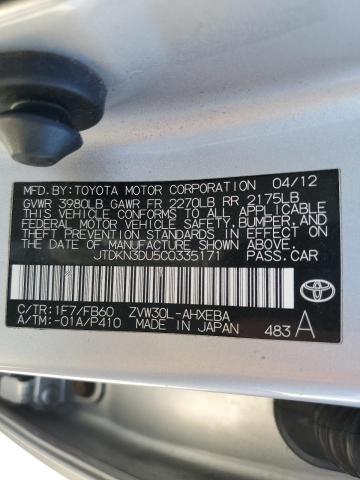 MFD.BY:TOYOTA MOTOR CORPORATION 04/12
GVWR 3980LB GAWR FR 2270LB RR 2175LB
THIS VEHICLE CONFORMS TO ALL APPLICABLE
FEDERAL MOTOR VEHICLE SAFETY, BUMPER, AND
THEFT PREVENTION STANDARDS IN EFFECT ON
THE DATE OF MANUFACTURE SHOWN ABOVE.
JTDKN3DU5C0335171 PASS.CAR
C/TR:1F7/FB60 ZVW30L-AHXEBA
A/TM:-01A/P410 MADE IN JAPAN 483 A